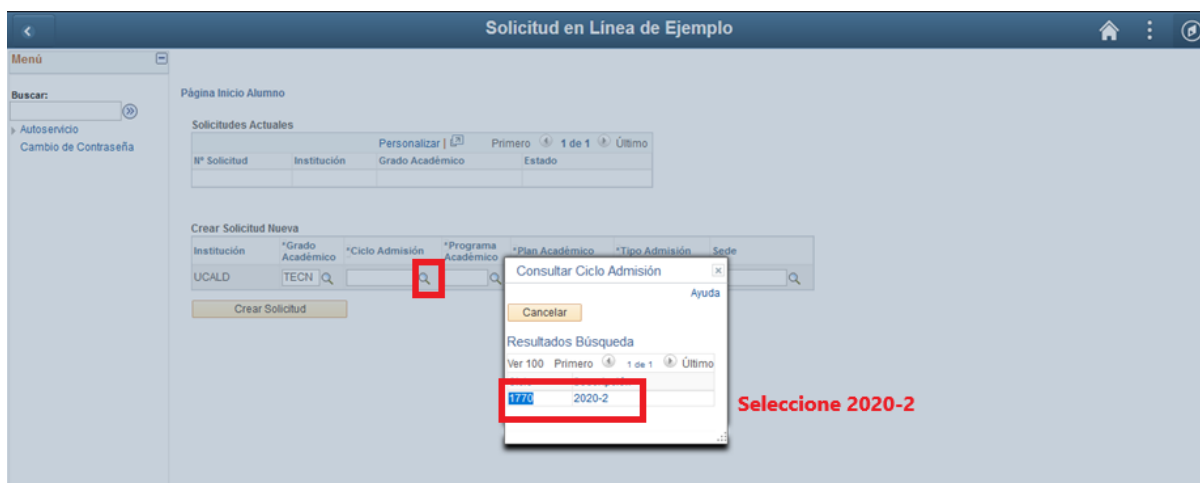 Solicitud en Línea de Ejemplo
Menú
Buscar:
Autoservicio
Cambio de Contraseña
Página Inicio Alumno
Solicitudes Actuales
Personalizar | Primero 1 de 1 Último
Nº Solicitud Institución Grado Académico Estado
Crear Solicitud Nueva
Institución *Grado Académico *Ciclo Admisión *Programa Académico *Plan Académico *Tipo Admisión Sede
UCALD TECN
Crear Solicitud
Consultar Ciclo Admisión
Ayuda
Cancelar
Resultados Búsqueda
Ver 100 Primero 1 de 1 Último
1770 2020-2
Seleccione 2020-2